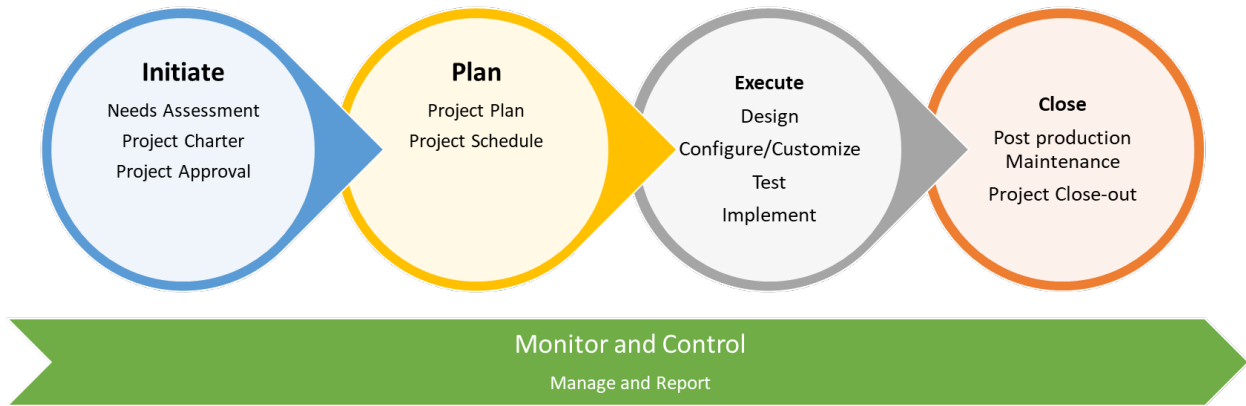 Initiate
Needs Assessment
Project Charter
Project Approval
Plan
Project Plan
Project Schedule
Execute
Design
Configure/Customize
Test
Implement
Close
Post production
Maintenance
Project Close-out
Monitor and Control
Manage and Report